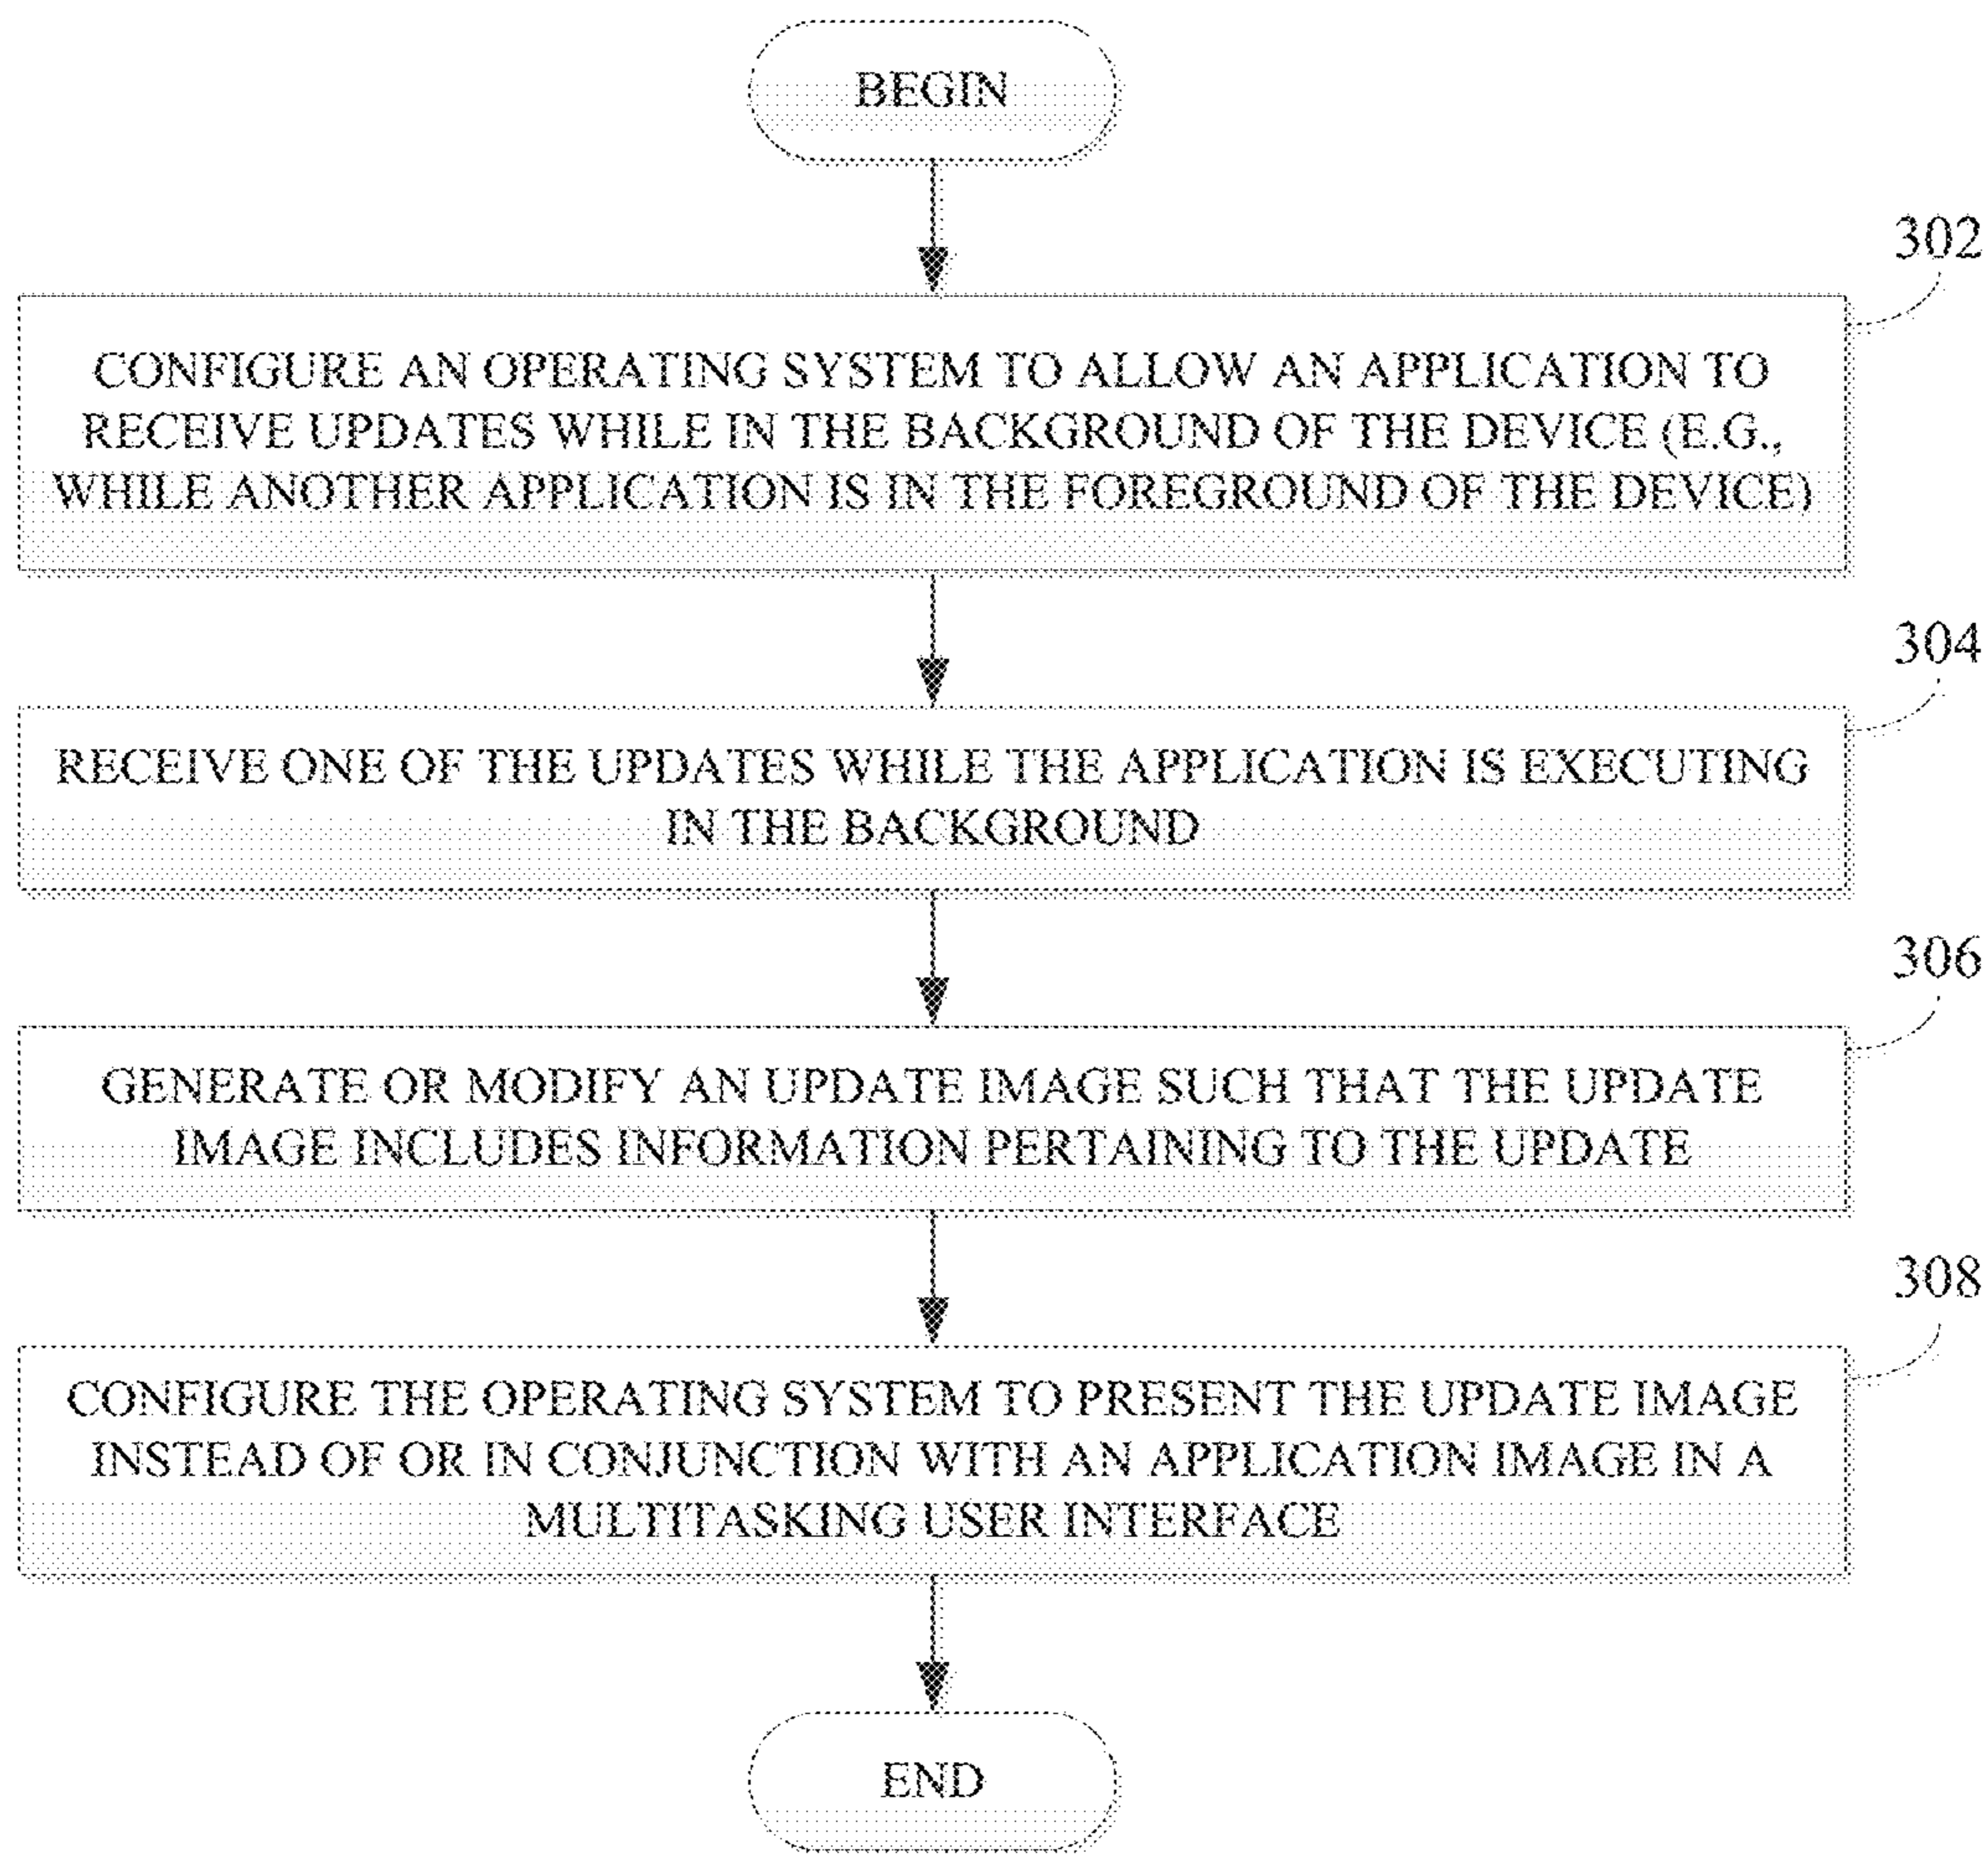 BEGIN
302
CONFIGURE AN OPERATING SYSTEM TO ALLOW AN APPLICATION TO
RECEIVE UPDATES WHILE IN THE BACKGROUND OF THE DEVICE (E.G.,
WHILE ANOTHER APPLICATION IS IN THE FOREGROUND OF THE DEVICE)
304
RECEIVE ONE OF THE UPDATES WHILE THE APPLICATION IS EXECUTING
IN THE BACKGROUND
306
GENERATE OR MODIFY AN UPDATE IMAGE SUCH THAT THE UPDATE
IMAGE INCLUDES INFORMATION PERTAINING TO THE UPDATE
308
CONFIGURE THE OPERATING SYSTEM TO PRESENT THE UPDATE IMAGE
INSTEAD OF OR IN CONJUNCTION WITH AN APPLICATION IMAGE IN A
MULTITASKING USER INTERFACE
END